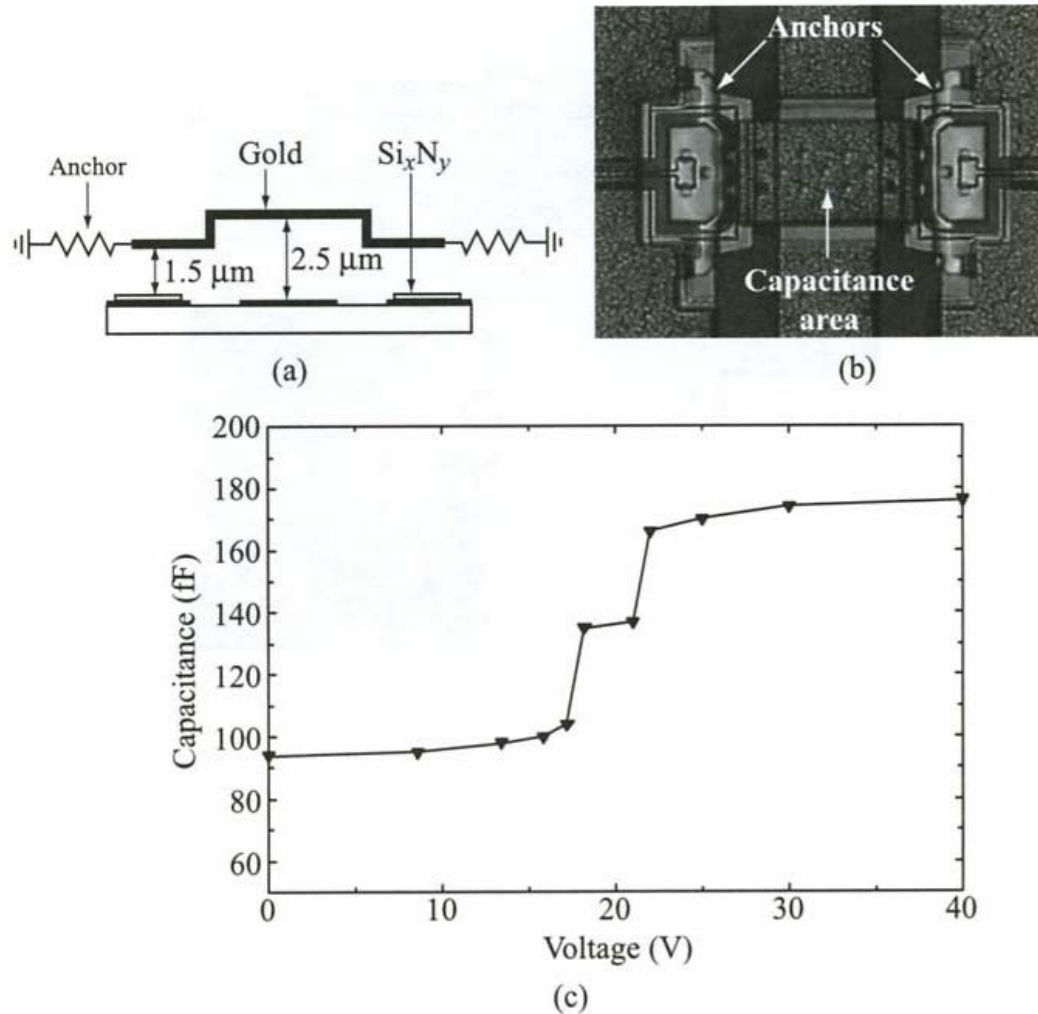 Anchor
Gold
SiₓNᵧ
1.5 μm
2.5 μm
(a)
Anchors
Capacitance
area
(b)
200
180
160
140
120
100
80
60
Capacitance (fF)
0 10 20 30 40
Voltage (V)
(c)